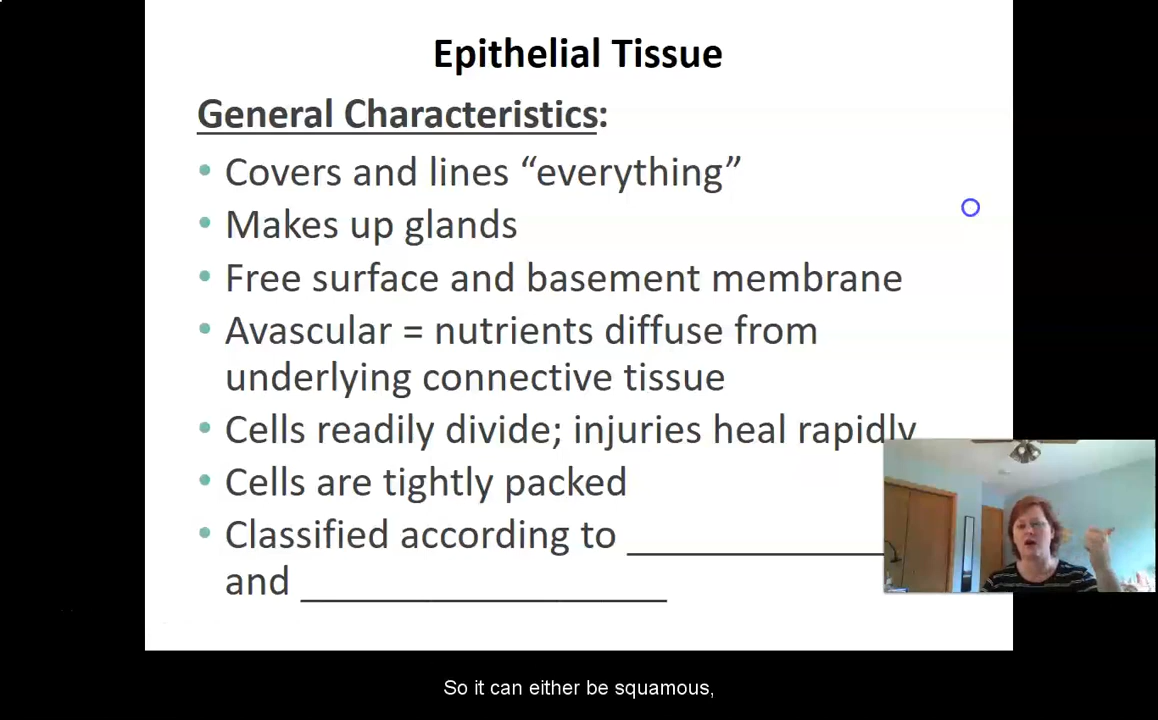 Epithelial Tissue
General Characteristics:
• Covers and lines “everything”
• Makes up glands
• Free surface and basement membrane
• Avascular = nutrients diffuse from
underlying connective tissue
• Cells readily divide; injuries heal rapidly
• Cells are tightly packed
• Classified according to ____________
and _________________
So it can either be squamous,